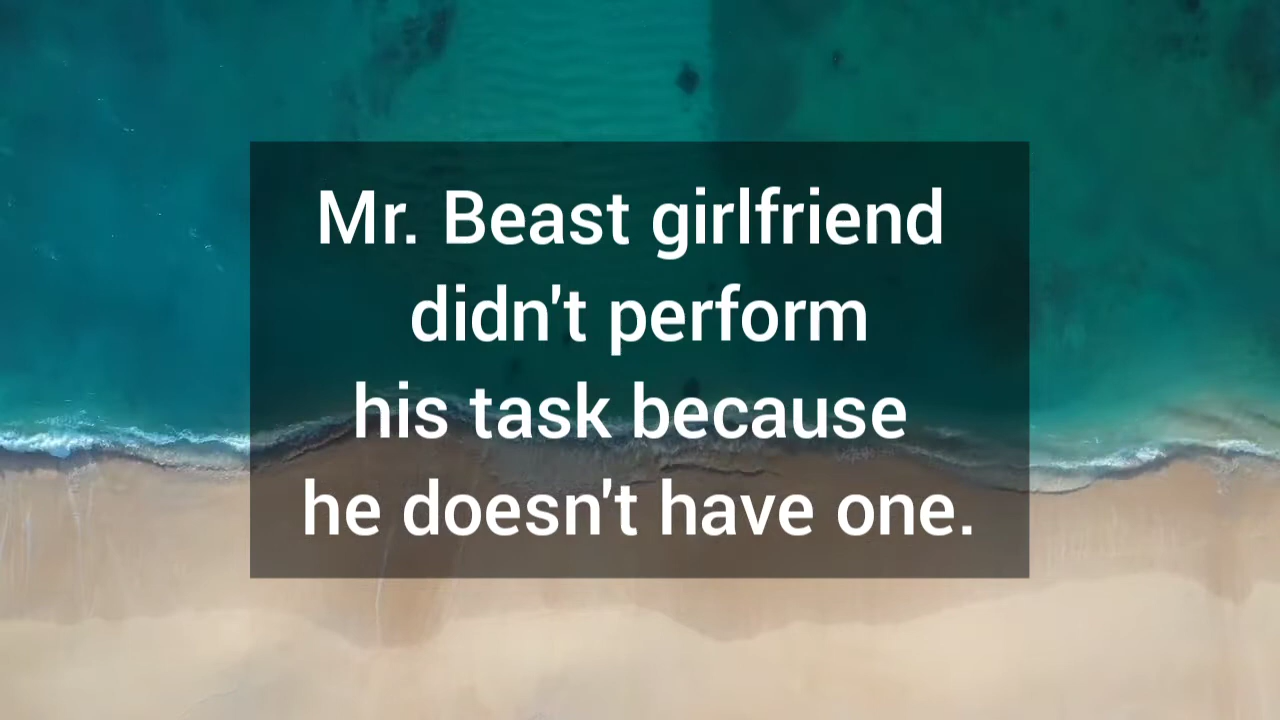 Mr. Beast girlfriend
didn't perform
his task because
he doesn't have one.